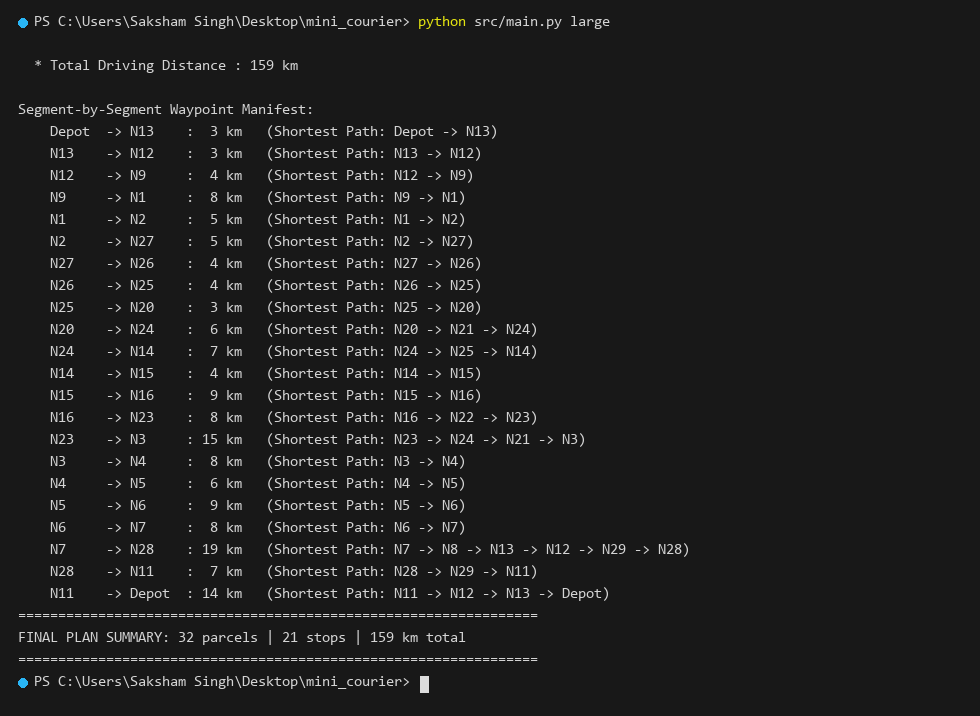 PS C:\Users\Saksham Singh\Desktop\mini_courier> python src/main.py large
* Total Driving Distance : 159 km
Segment-by-Segment Waypoint Manifest:
Depot -> N13 : 3 km (Shortest Path: Depot -> N13)
N13 -> N12 : 3 km (Shortest Path: N13 -> N12)
N12 -> N9 : 4 km (Shortest Path: N12 -> N9)
N9 -> N1 : 8 km (Shortest Path: N9 -> N1)
N1 -> N2 : 5 km (Shortest Path: N1 -> N2)
N2 -> N27 : 5 km (Shortest Path: N2 -> N27)
N27 -> N26 : 4 km (Shortest Path: N27 -> N26)
N26 -> N25 : 4 km (Shortest Path: N26 -> N25)
N25 -> N20 : 3 km (Shortest Path: N25 -> N20)
N20 -> N24 : 6 km (Shortest Path: N20 -> N21 -> N24)
N24 -> N14 : 7 km (Shortest Path: N24 -> N25 -> N14)
N14 -> N15 : 4 km (Shortest Path: N14 -> N15)
N15 -> N16 : 9 km (Shortest Path: N15 -> N16)
N16 -> N23 : 8 km (Shortest Path: N16 -> N22 -> N23)
N23 -> N3 : 15 km (Shortest Path: N23 -> N24 -> N21 -> N3)
N3 -> N4 : 8 km (Shortest Path: N3 -> N4)
N4 -> N5 : 6 km (Shortest Path: N4 -> N5)
N5 -> N6 : 9 km (Shortest Path: N5 -> N6)
N6 -> N7 : 8 km (Shortest Path: N6 -> N7)
N7 -> N28 : 19 km (Shortest Path: N7 -> N8 -> N13 -> N12 -> N29 -> N28)
N28 -> N11 : 7 km (Shortest Path: N28 -> N29 -> N11)
N11 -> Depot : 14 km (Shortest Path: N11 -> N12 -> N13 -> Depot)
=================================================================
FINAL PLAN SUMMARY: 32 parcels | 21 stops | 159 km total
=================================================================
PS C:\Users\Saksham Singh\Desktop\mini_courier>